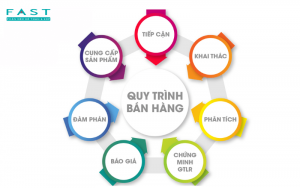 FAST
TIẾP CẬN
KHAI THÁC
PHÂN TÍCH
CHỨNG
MINH
GTLR
BÁO GIÁ
ĐÀM PHÁN
CUNG CẤP
SẢN PHẨM
QUY TRÌNH
BÁN HÀNG